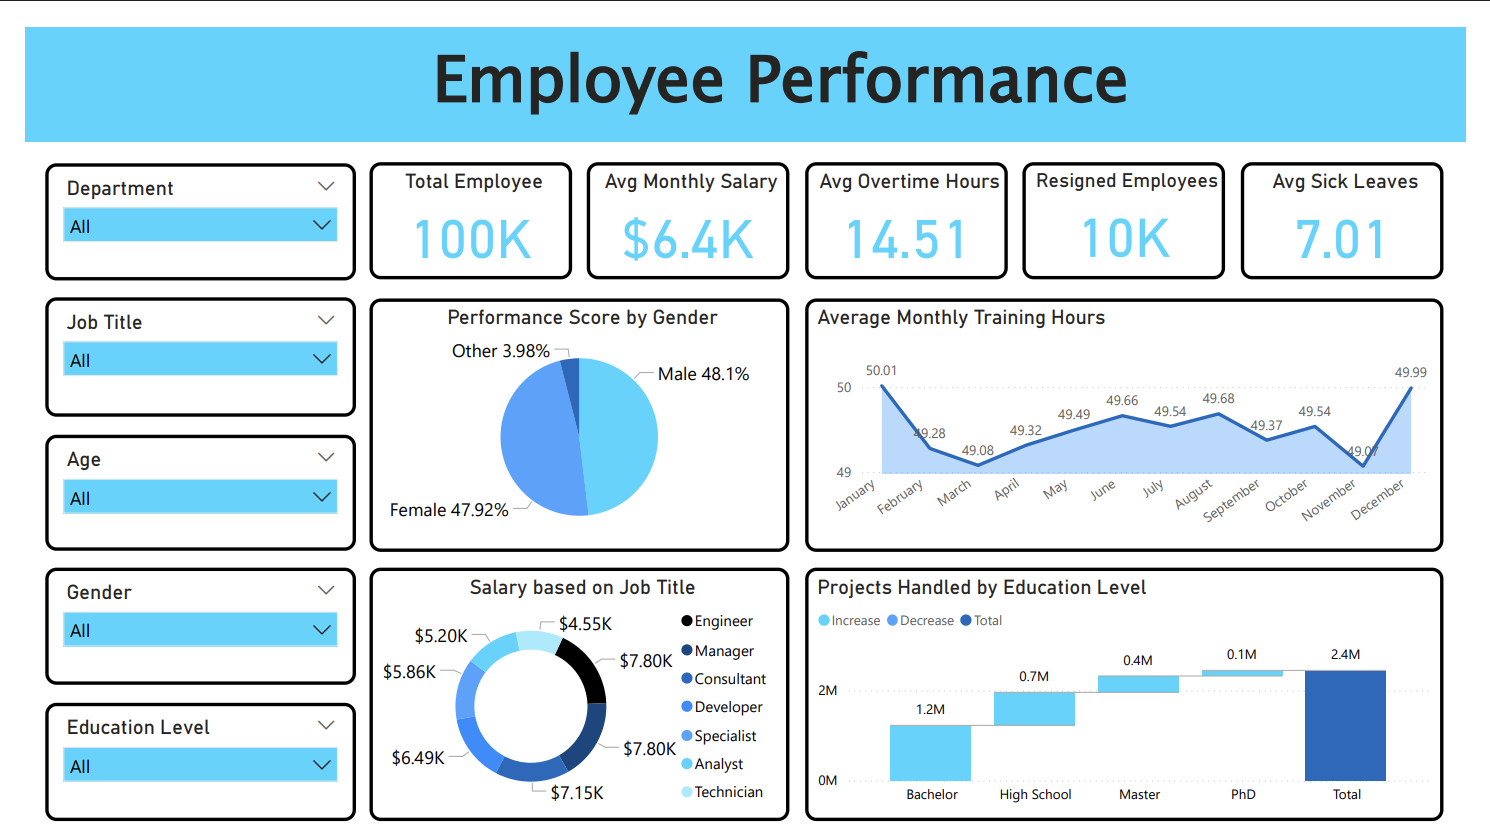 Employee Performance
Department
All
Total Employee
100K
Avg Monthly Salary
$6.4K
Avg Overtime Hours
14.51
Resigned Employees
10K
Avg Sick Leaves
7.01
Job Title
All
Age
All
Gender
All
Education Level
All
Performance Score by Gender
Other 3.98%
Male 48.1%
Female 47.92%
Average Monthly Training Hours
50
49
50.01
49.28
49.08
49.32
49.49
49.66
49.54
49.68
49.37
49.54
49.07
49.99
January
February
March
April
May
June
July
August
September
October
November
December
Salary based on Job Title
$4.55K
$5.20K
$7.80K
$5.86K
$7.80K
$6.49K
$7.15K
Engineer
Manager
Consultant
Developer
Specialist
Analyst
Technician
Projects Handled by Education Level
Increase Decrease Total
2M
0M
1.2M
0.7M
0.4M
0.1M
2.4M
Bachelor
High School
Master
PhD
Total